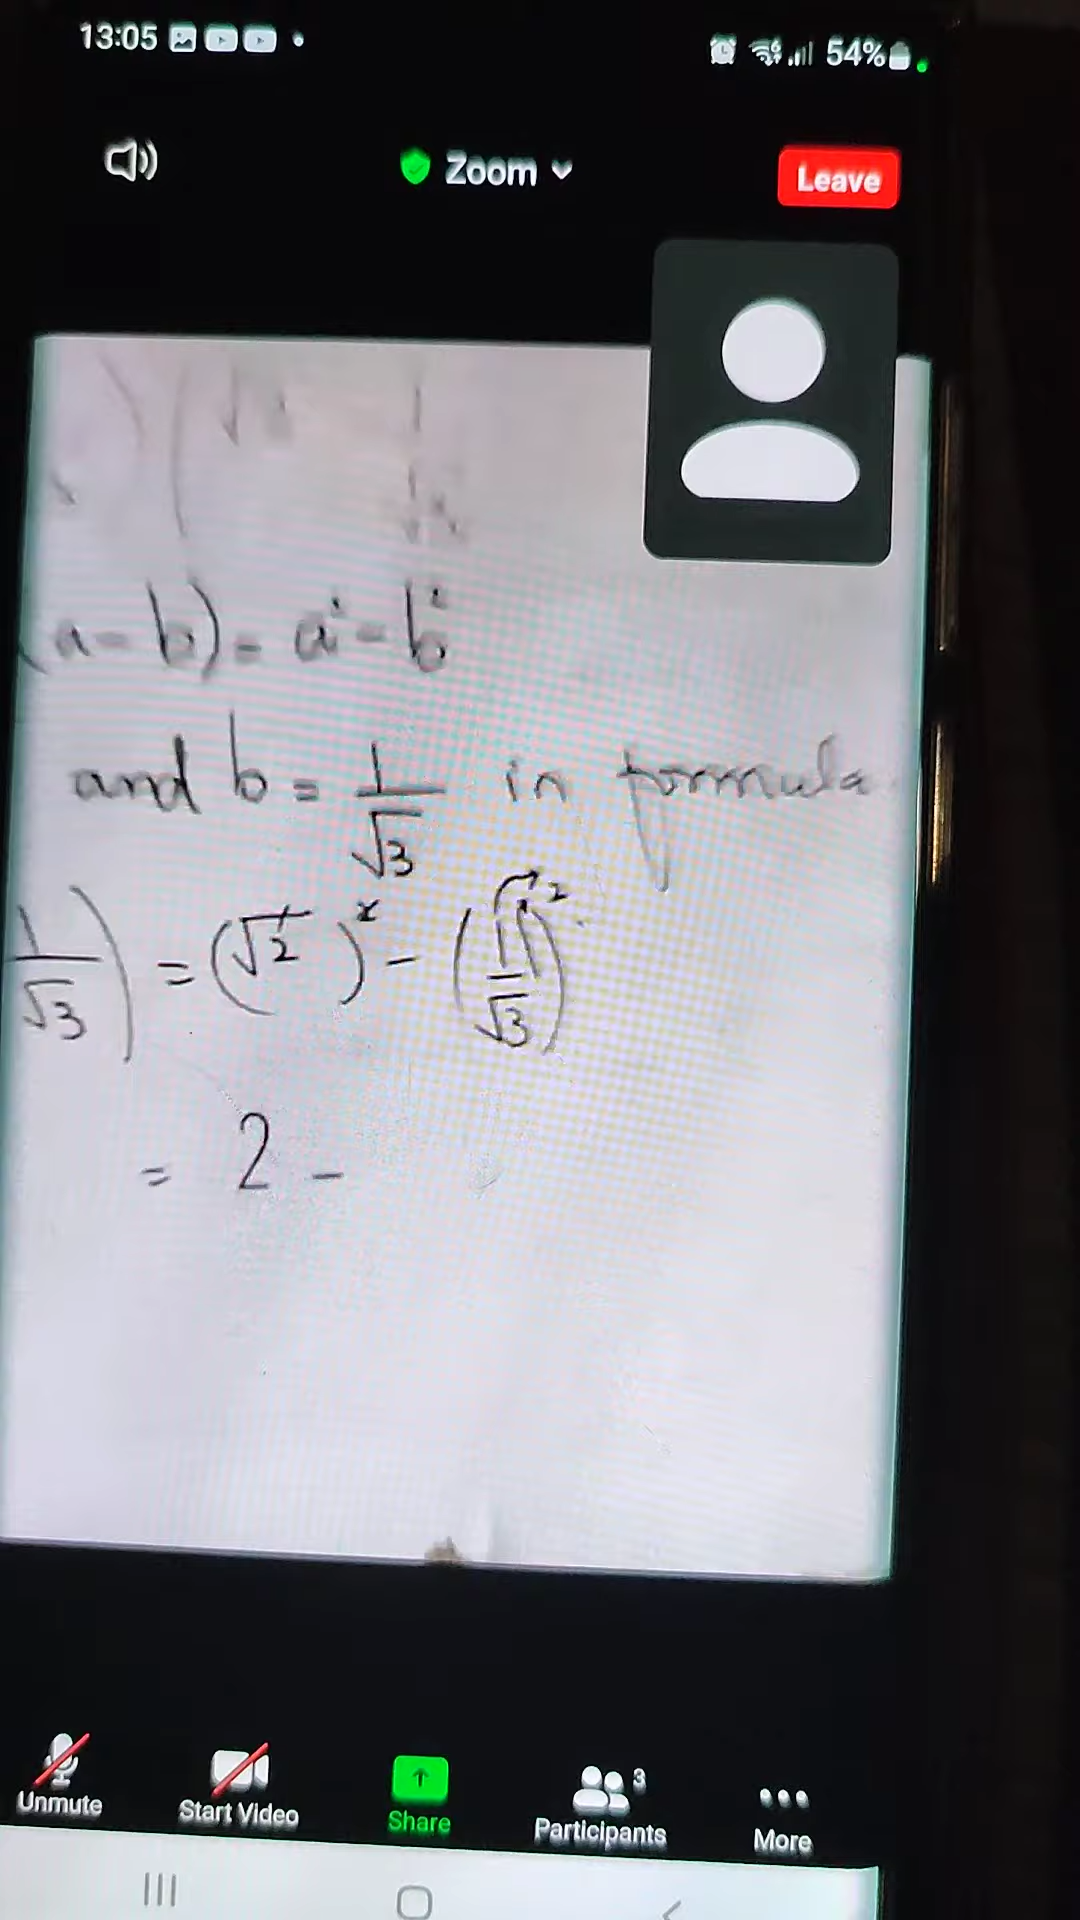 13:05 54%
Zoom Leave
(a-b)= a²-b²
and b = 1/√3 in formula
1/√3) = (√2)² - (1/√3)²
= 2 -
Unmute Start Video Share Participants 3 More